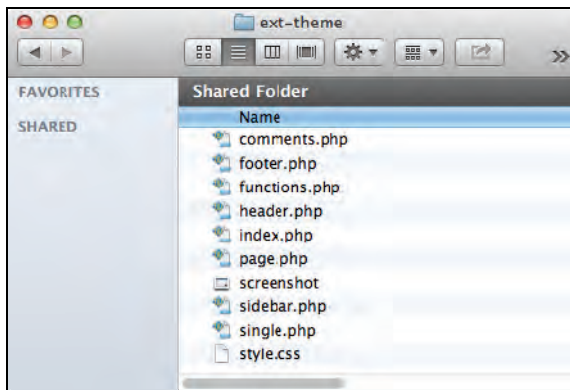 ext-theme
FAVORITES
SHARED
Shared Folder
Name
comments.php
footer.php
functions.php
header.php
index.php
page.php
screenshot
sidebar.php
single.php
style.css